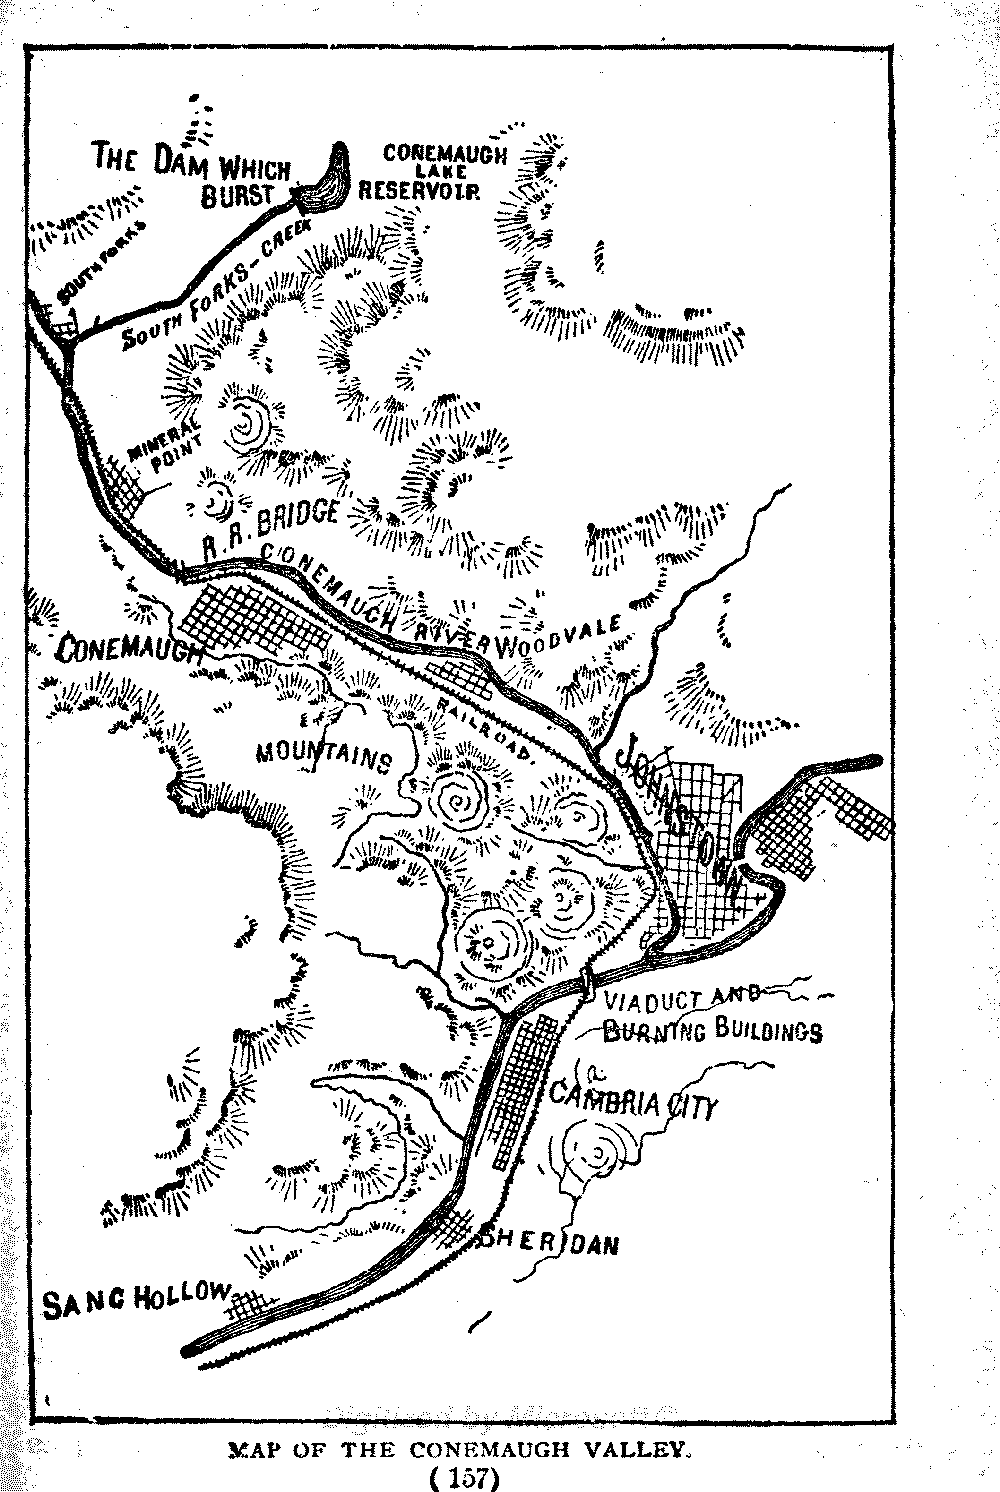 THE DAM WHICH
BURST
CONEMAUGH
LAKE
RESERVOIR
SOUTH FORKS
SOUTH FORKS-CREEK
MINERAL
POINT
R.R. BRIDGE
CONEMAUGH RIVER
WOODVALE
CONEMAUGH
RAILROAD.
MOUNTAINS
JOHNSTOWN
VIADUCT AND
BURNING BUILDINGS
CAMBRIA CITY
SHERIDAN
SANG HOLLOW
MAP OF THE CONEMAUGH VALLEY.
(157)